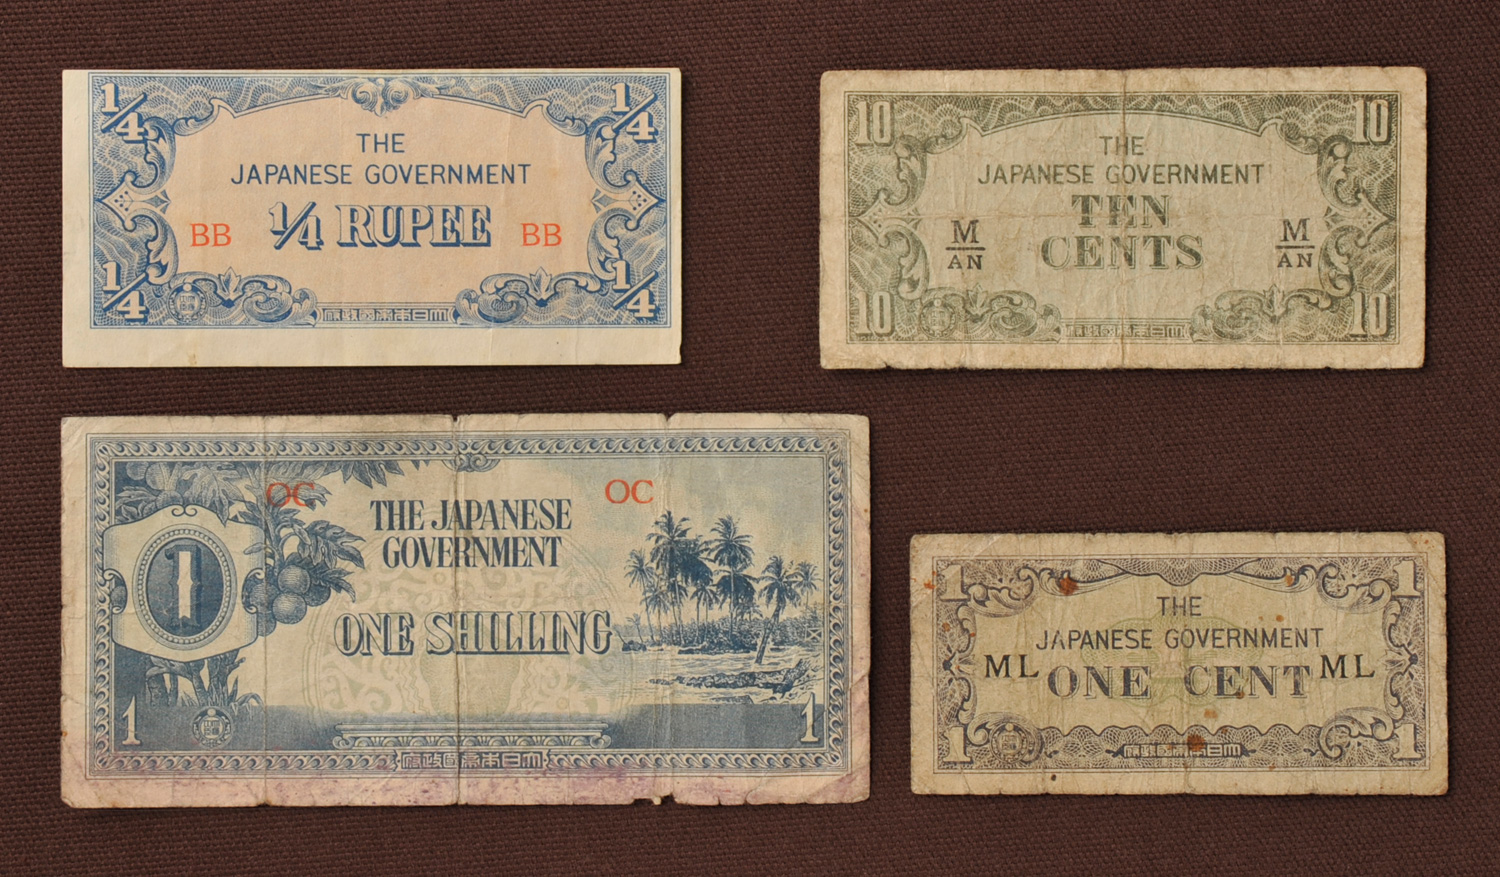 1/4 1/4
THE
JAPANESE GOVERNMENT
BB 1/4 RUPEE BB
1/4 1/4
府政國帝本日大
10 10
THE
JAPANESE GOVERNMENT
TEN
CENTS
M/AN M/AN
10 10
府政國帝本日大
OC OC
THE JAPANESE
GOVERNMENT
1
ONE SHILLING
1 1
府政國帝本日大
1 1
THE
JAPANESE GOVERNMENT
ML ONE CENT ML
1 1
府政國帝本日大